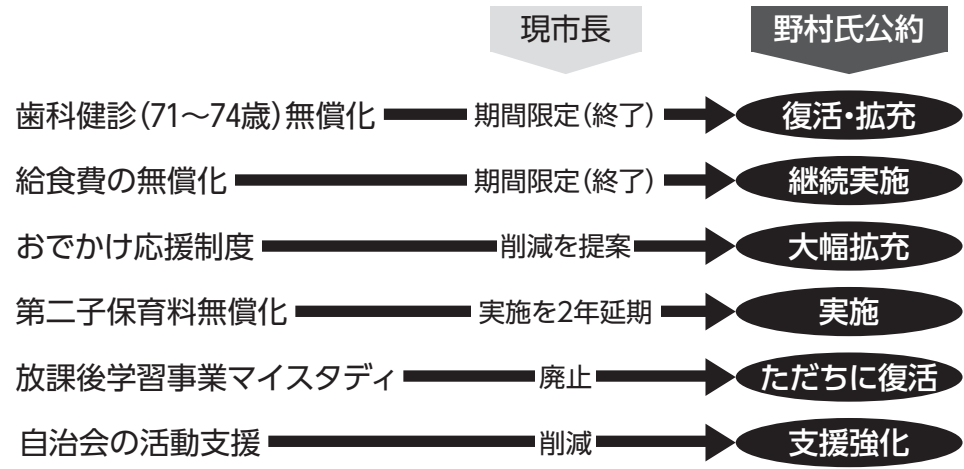 現市長 野村氏公約
歯科健診(71〜74歳)無償化 期間限定(終了) 復活・拡充
給食費の無償化 期間限定(終了) 継続実施
おでかけ応援制度 削減を提案 大幅拡充
第二子保育料無償化 実施を2年延期 実施
放課後学習事業マイスタディ 廃止 ただちに復活
自治会の活動支援 削減 支援強化